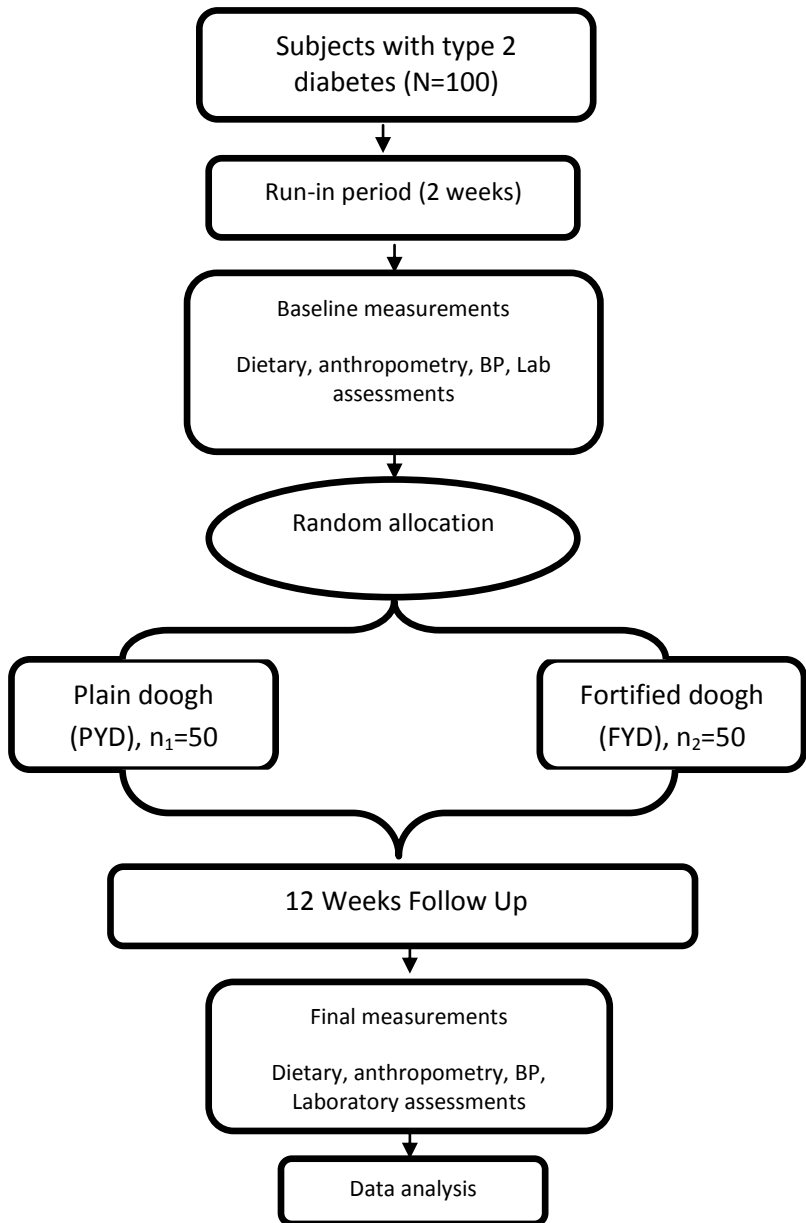 Subjects with type 2
diabetes (N=100)
Run-in period (2 weeks)
Baseline measurements
Dietary, anthropometry, BP, Lab
assessments
Random allocation
Plain doogh
(PYD), n₁=50
Fortified doogh
(FYD), n₂=50
12 Weeks Follow Up
Final measurements
Dietary, anthropometry, BP,
Laboratory assessments
Data analysis